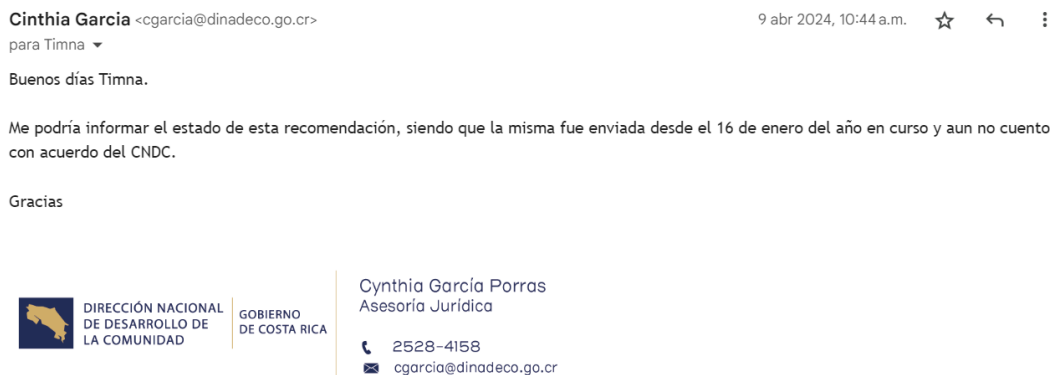 Cinthia Garcia <cgarcia@dinadeco.go.cr>
9 abr 2024, 10:44 a.m.
para Timna
Buenos días Timna.
Me podría informar el estado de esta recomendación, siendo que la misma fue enviada desde el 16 de enero del año en curso y aun no cuento
con acuerdo del CNDC.
Gracias
DIRECCIÓN NACIONAL
DE DESARROLLO DE
LA COMUNIDAD
GOBIERNO
DE COSTA RICA
Cynthia García Porras
Asesoría Jurídica
2528-4158
cgarcia@dinadeco.go.cr